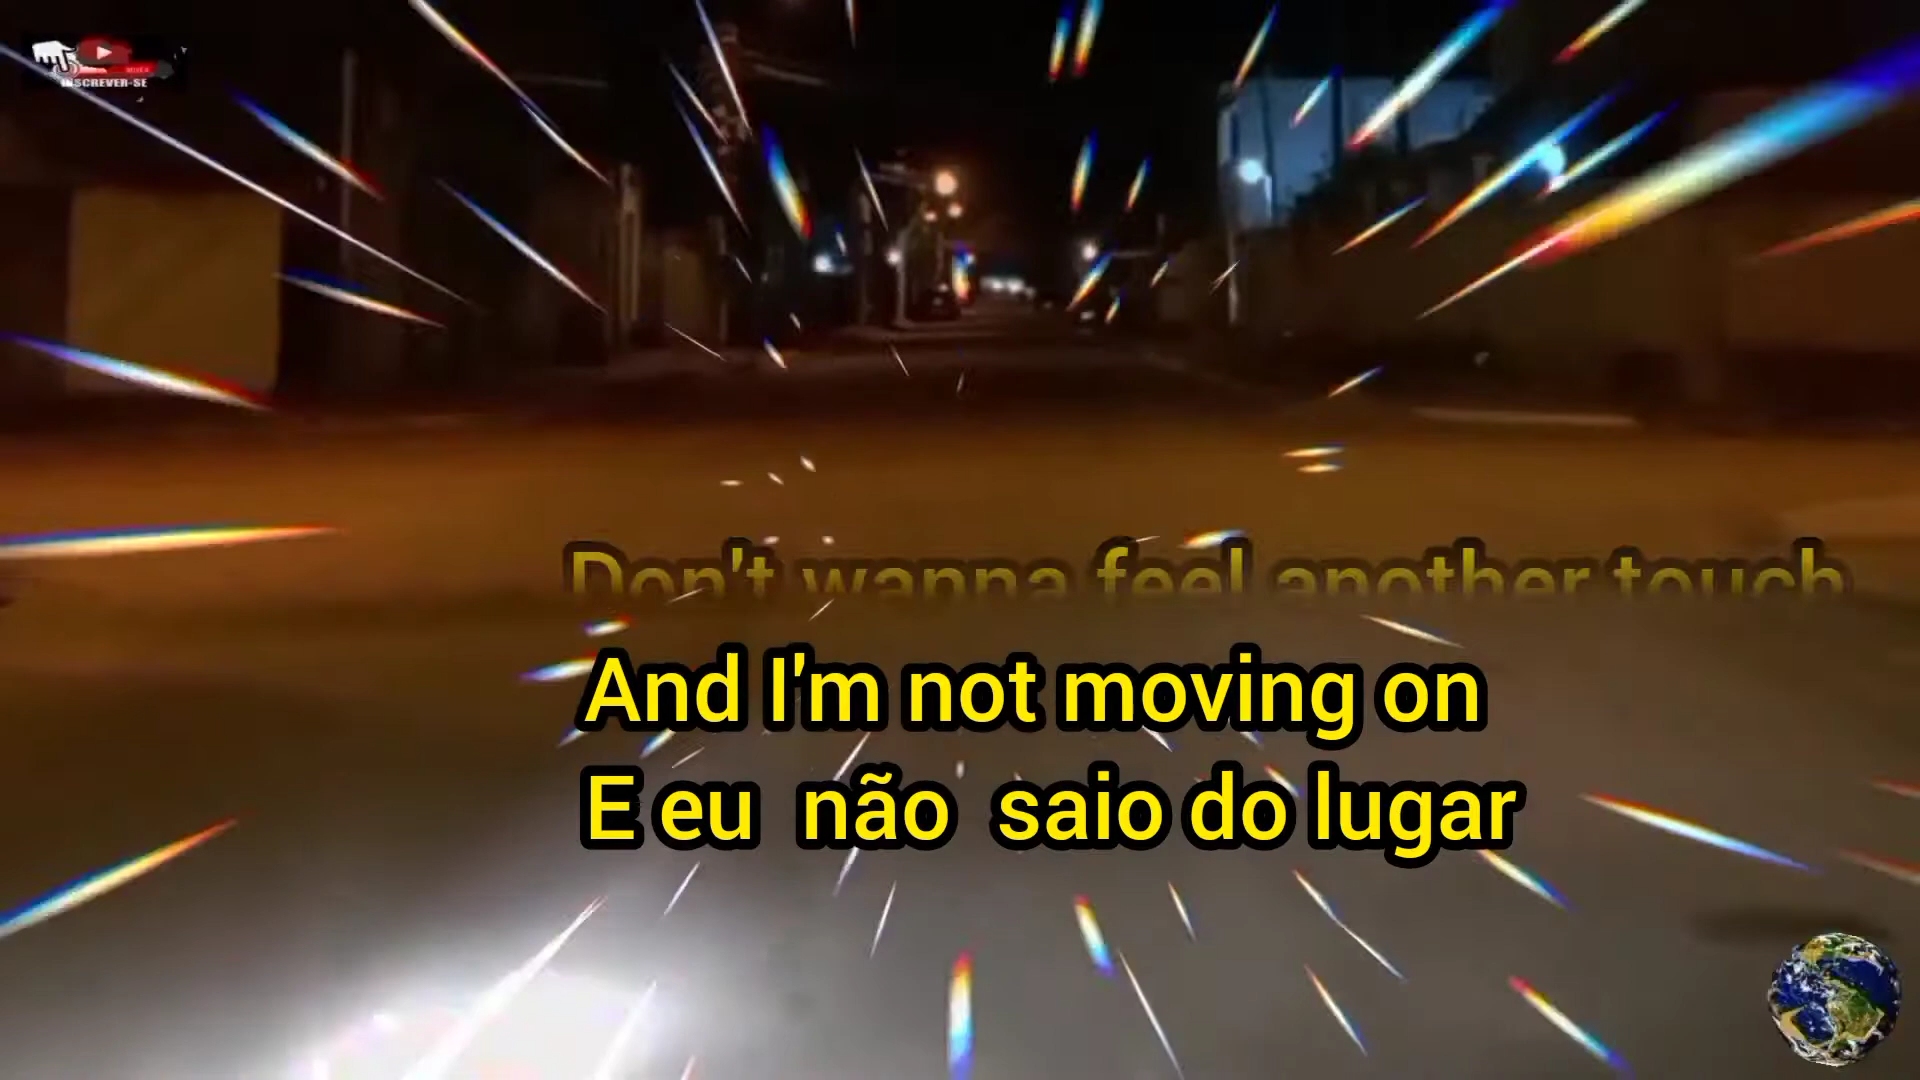 INSCREVER-SE
Don't wanna feel another touch
And I'm not moving on
E eu não saio do lugar